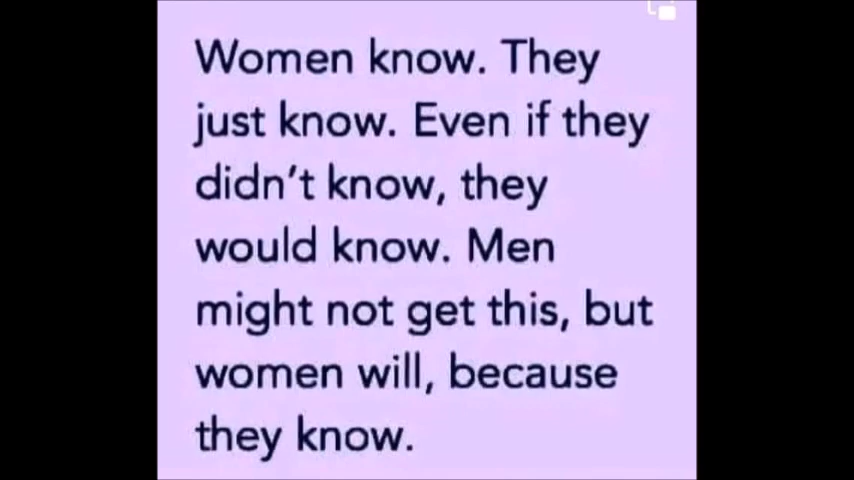 Women know. They
just know. Even if they
didn’t know, they
would know. Men
might not get this, but
women will, because
they know.